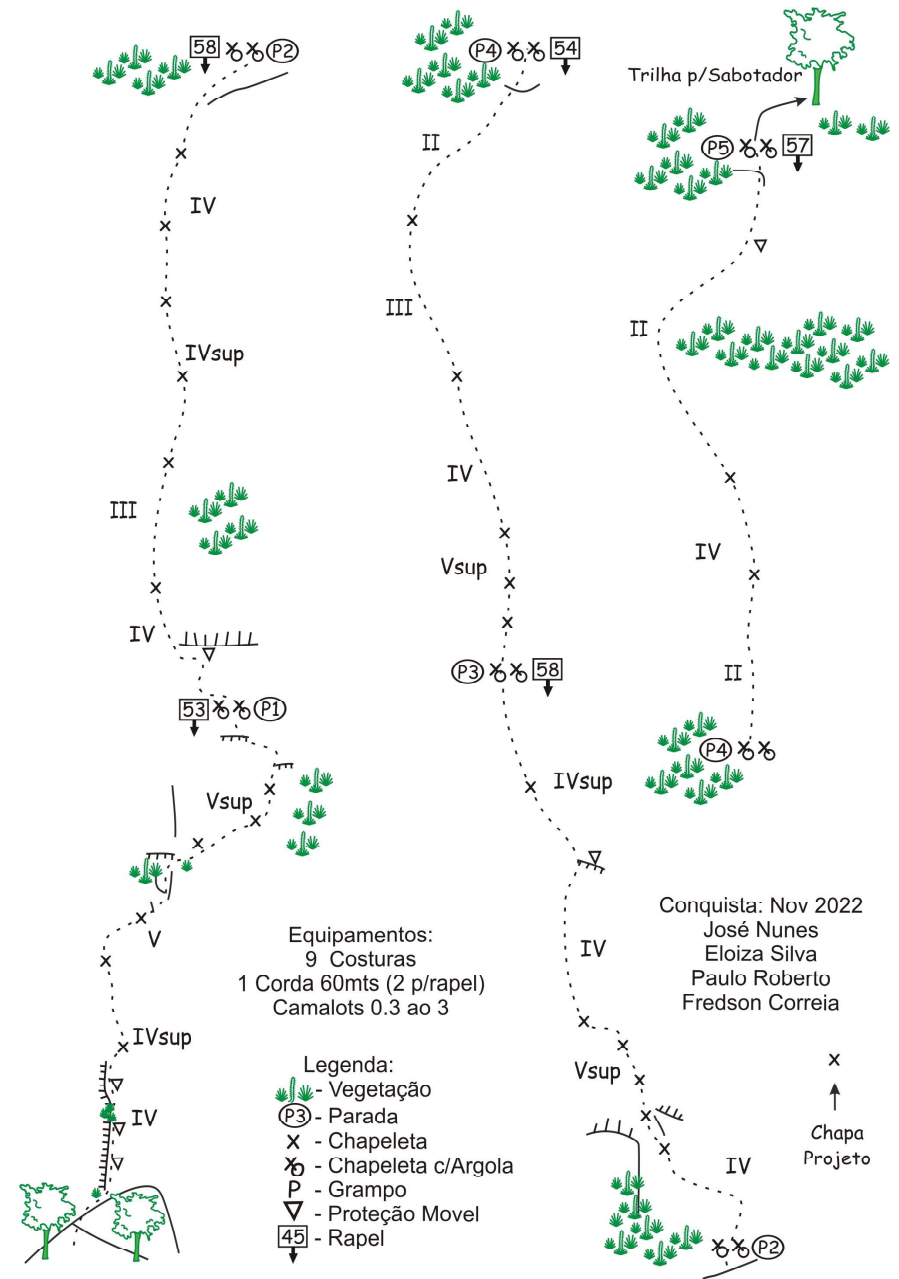 58 P2
IV
IVsup
III
IV
53 P1
Vsup
V
IVsup
IV
P4 54
II
III
IV
Vsup
P3 58
IVsup
IV
Vsup
IV
P2
Trilha p/Sabotador
P5 57
II
IV
II
P4
Equipamentos:
9 Costuras
1 Corda 60mts (2 p/rapel)
Camalots 0.3 ao 3
Legenda:
- Vegetação
P3 - Parada
x - Chapeleta
- Chapeleta c/Argola
P - Grampo
- Proteção Movel
45 - Rapel
Conquista: Nov 2022
José Nunes
Eloiza Silva
Paulo Roberto
Fredson Correia
Chapa
Projeto